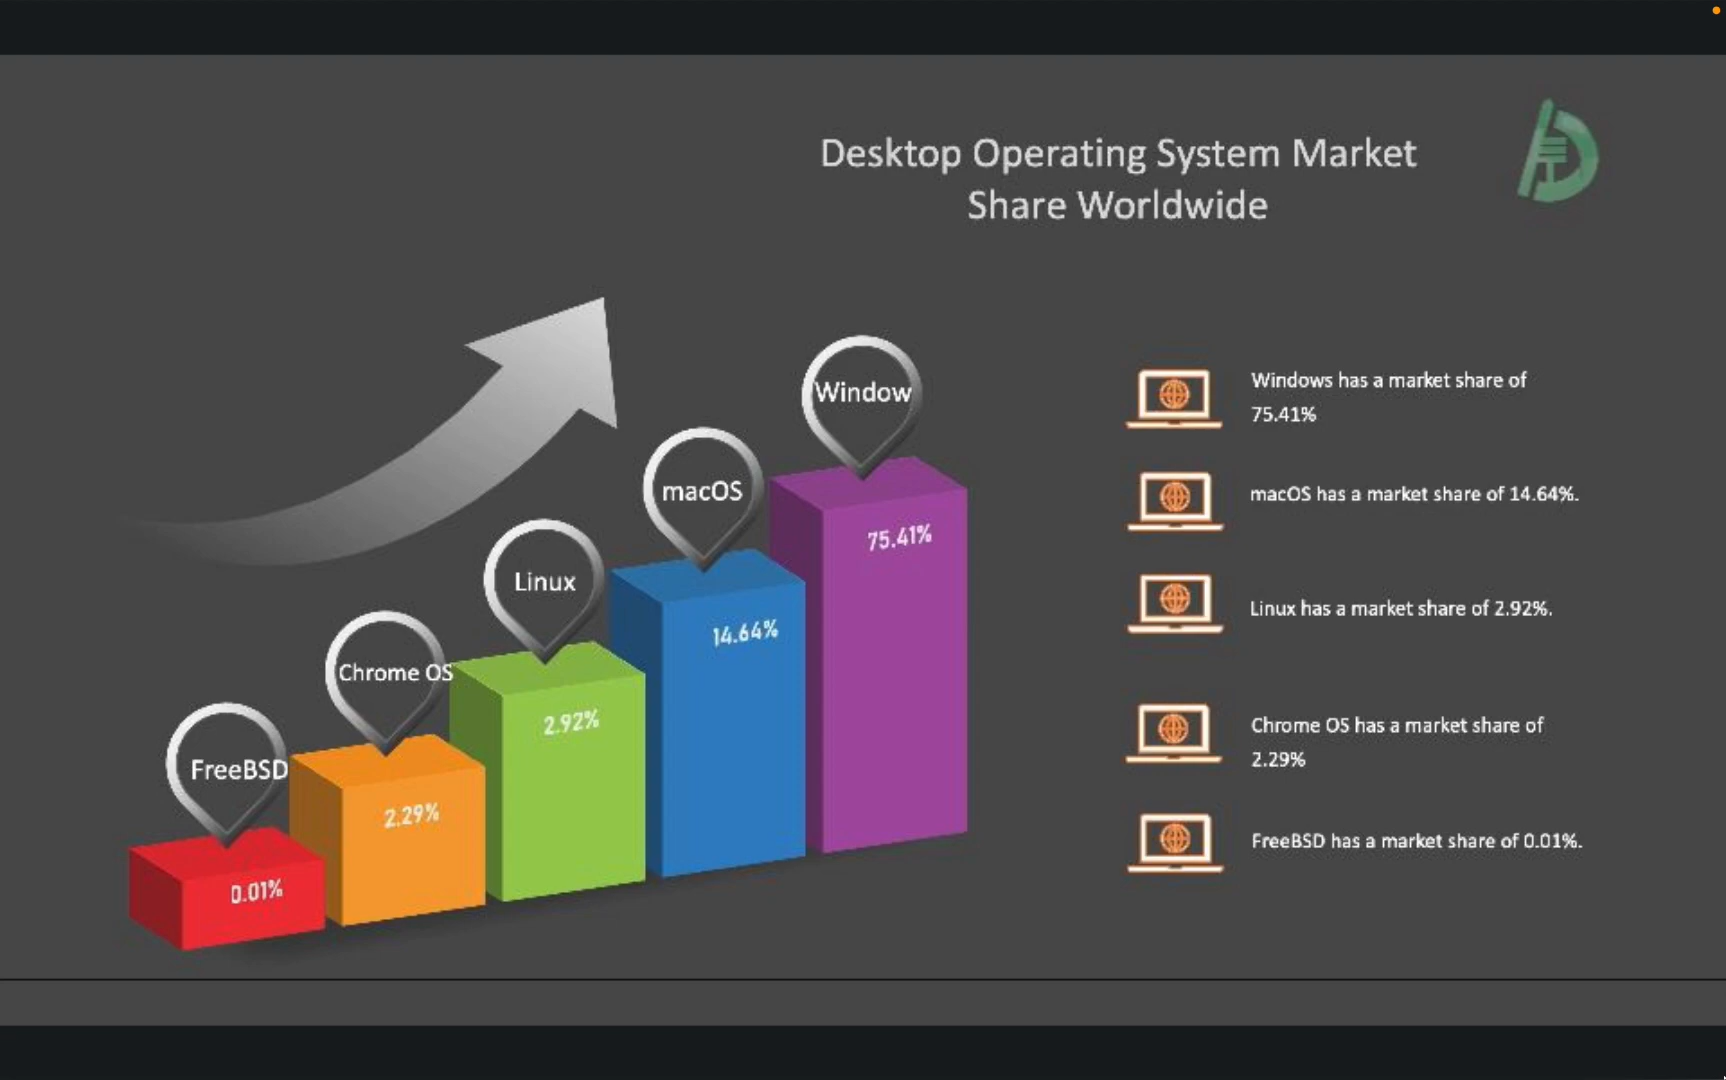 Desktop Operating System Market
Share Worldwide
Window
macOS
Linux
Chrome OS
FreeBSD
75.41%
14.64%
2.92%
2.29%
0.01%
Windows has a market share of
75.41%
macOS has a market share of 14.64%.
Linux has a market share of 2.92%.
Chrome OS has a market share of
2.29%
FreeBSD has a market share of 0.01%.